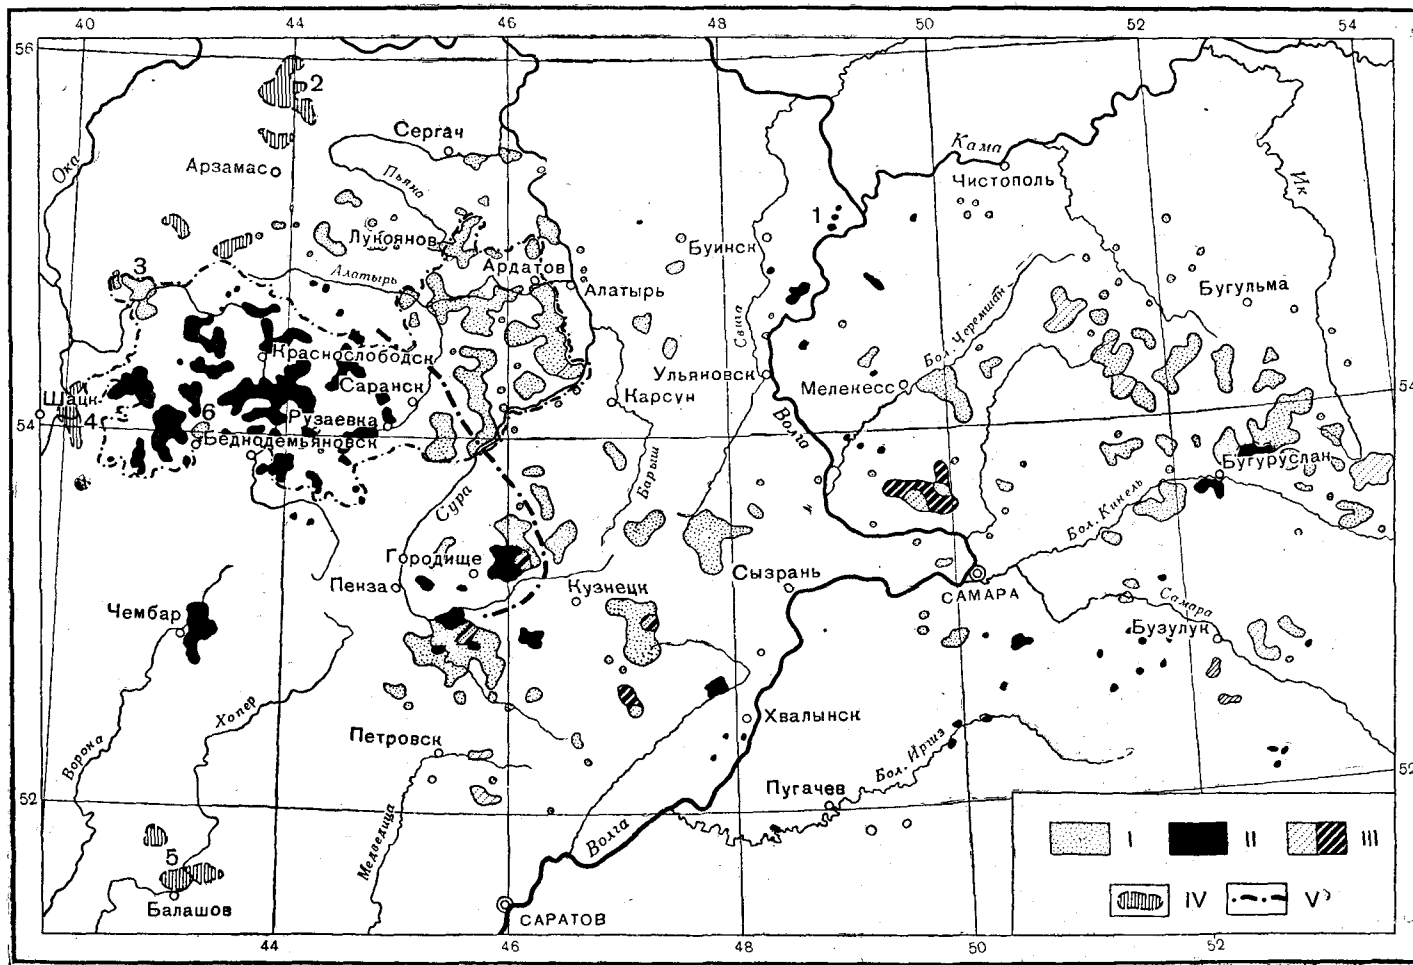 40 44 46 50 52 54
56
2
Сергач
Ока
Арзамас
Пьяна
Кама
Чистополь
Ик
1
Лукоянов
Буинск
3
Алатырь
Ардатов
Алатырь
Свияга
Бол. Черемшан
Бугульма
Краснослободск
Ульяновск
Мелекесс
Шацк
Саранск
Карсун
54
4
6
Рузаевка
54
Беднодемьяновск
Волга
Бугуруслан
Сура
Барыш
Бол. Кинель
Городище
Пенза
Кузнецк
Сызрань
САМАРА
Самара
Чембар
Бузулук
Хопер
Хвалынск
Ворона
Петровск
Бол. Иргиз
52
52
Пугачев
Медведица
Волга
I II III
5
IV V
Балашов
САРАТОВ
44 46 48 50 52